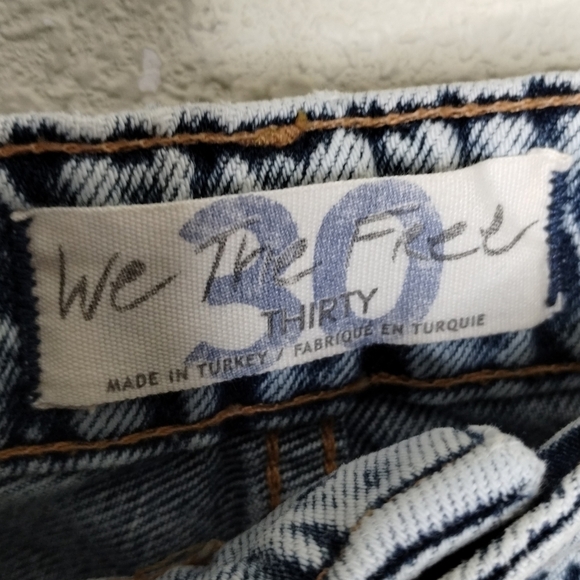 We The Free
30
THIRTY
MADE IN TURKEY / FABRIQUE EN TURQUIE